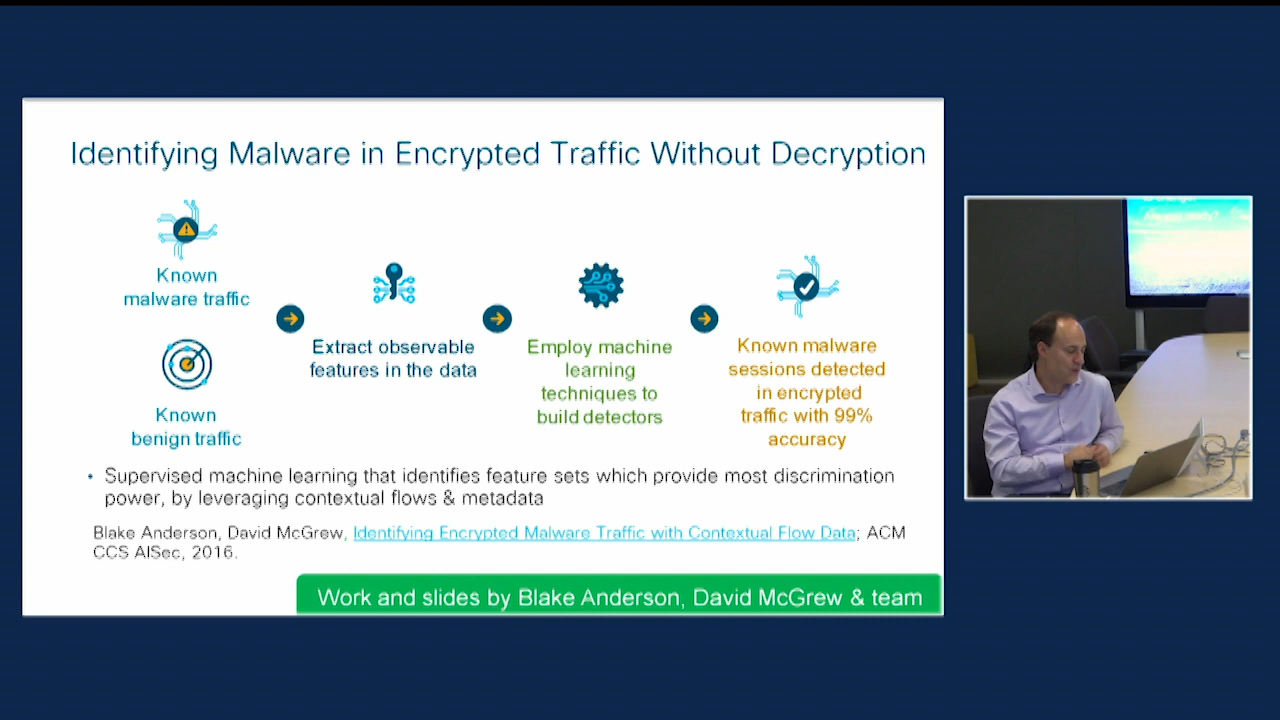 Identifying Malware in Encrypted Traffic Without Decryption
Known
malware traffic
Known
benign traffic
Extract observable
features in the data
Employ machine
learning
techniques to
build detectors
Known malware
sessions detected
in encrypted
traffic with 99%
accuracy
• Supervised machine learning that identifies feature sets which provide most discrimination
power, by leveraging contextual flows & metadata
Blake Anderson, David McGrew, Identifying Encrypted Malware Traffic with Contextual Flow Data; ACM
CCS AISec, 2016.
Work and slides by Blake Anderson, David McGrew & team
Are you ready?